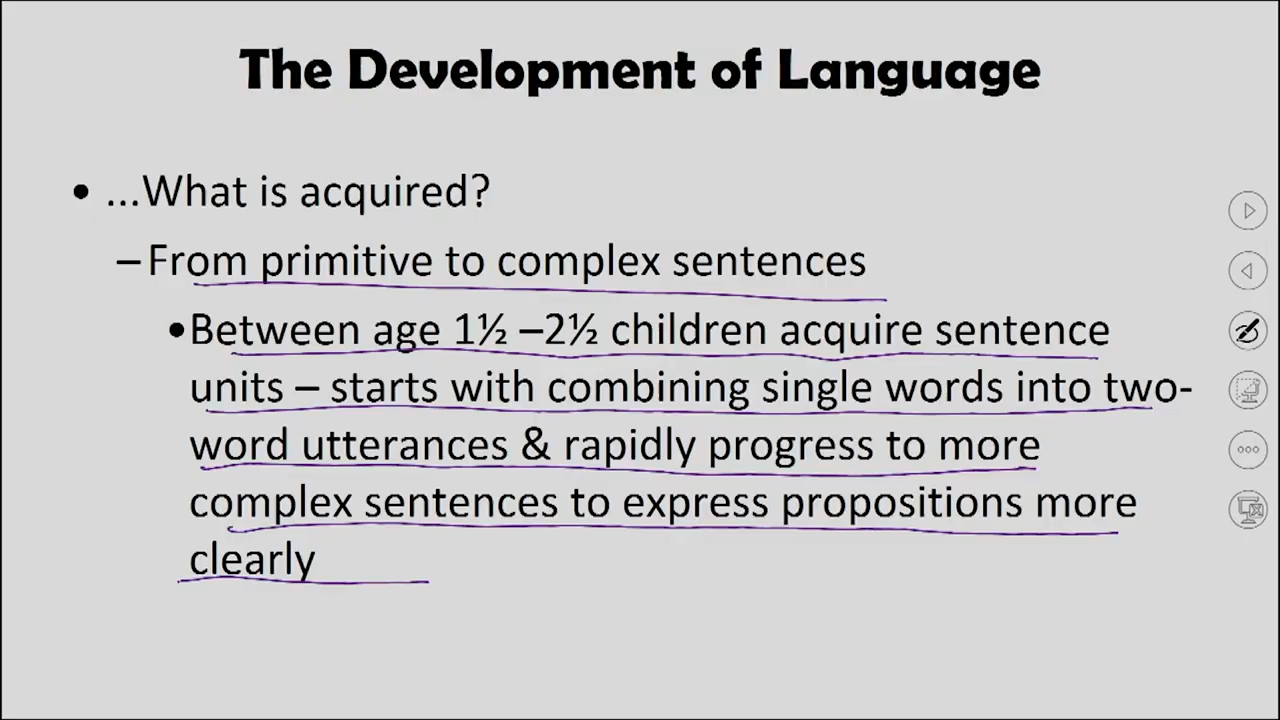 The Development of Language
• ...What is acquired?
–From primitive to complex sentences
•Between age 1½ –2½ children acquire sentence
units – starts with combining single words into two-
word utterances & rapidly progress to more
complex sentences to express propositions more
clearly